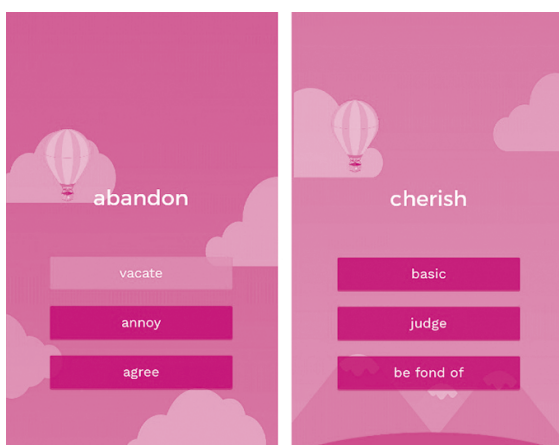 abandon
vacate
annoy
agree
cherish
basic
judge
be fond of